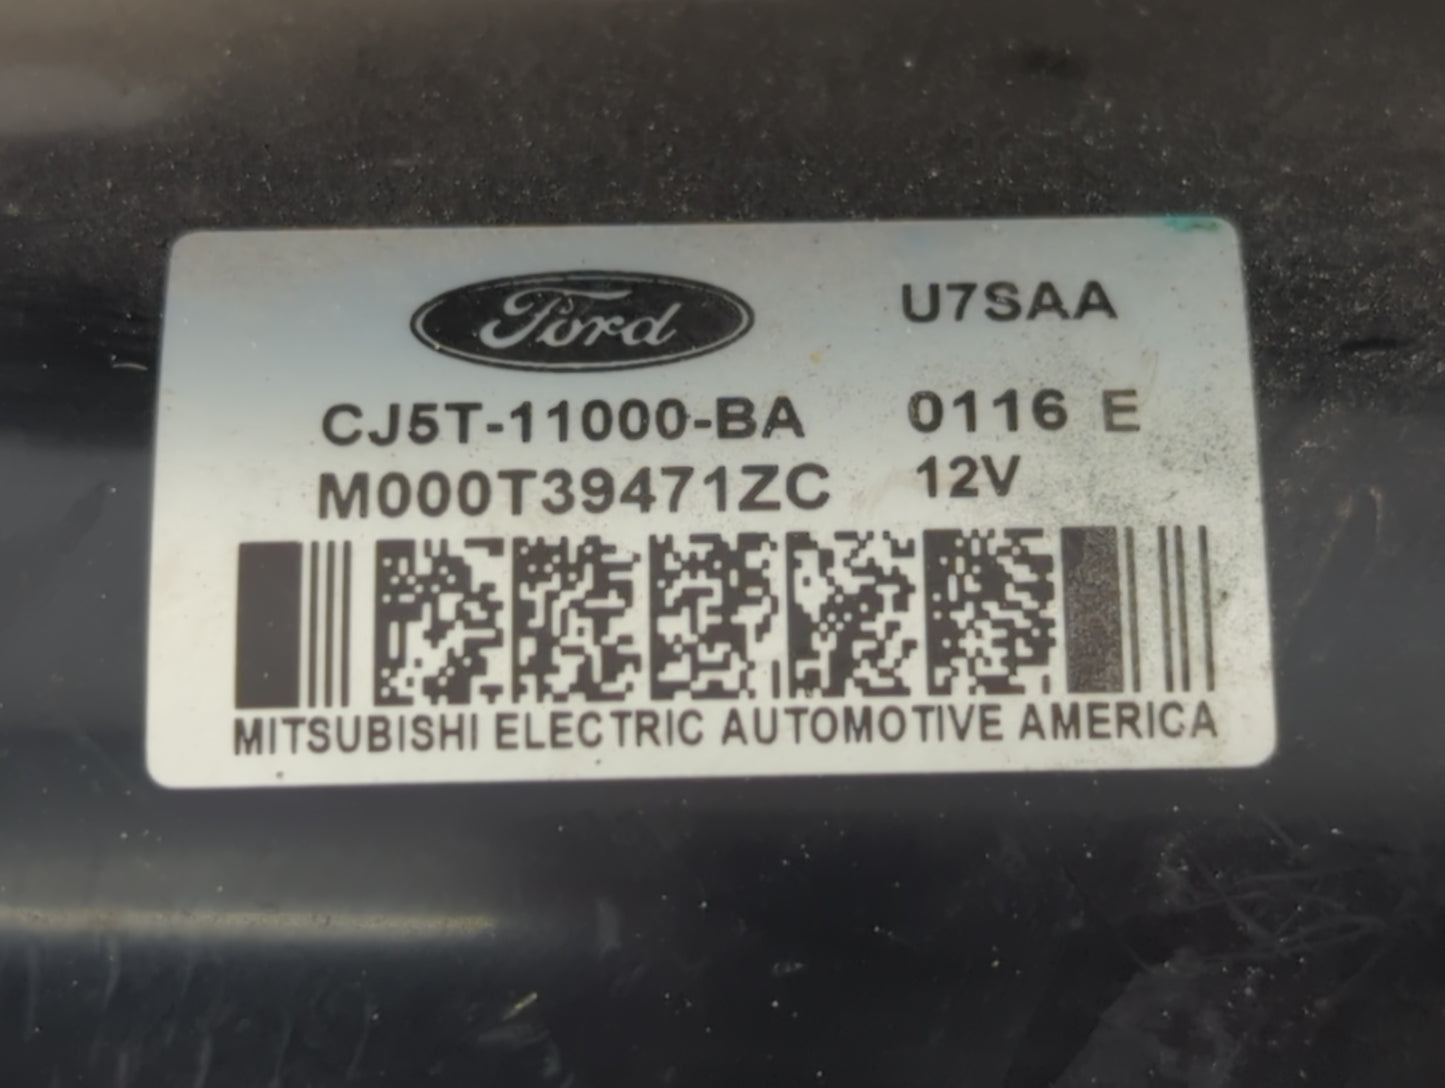 Ford U7SAA
CJ5T-11000-BA 0116 E
M000T39471ZC 12V
MITSUBISHI ELECTRIC AUTOMOTIVE AMERICA